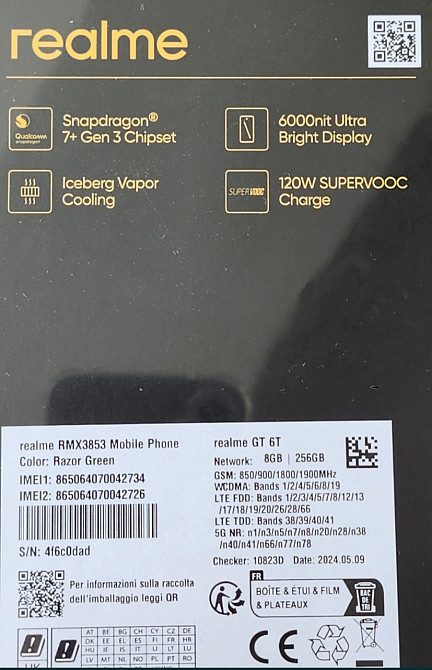 realme
Snapdragon®
7+ Gen 3 Chipset
6000nit Ultra
Bright Display
Qualcomm
snapdragon
Iceberg Vapor
Cooling
SUPERVOOC
120W SUPERVOOC
Charge
realme RMX3853 Mobile Phone
Color: Razor Green
IMEI1: 865064070042734
IMEI2: 865064070042726
S/N: 4f6c0dad
realme GT 6T
Network: 8GB | 256GB
GSM: 850/900/1800/1900MHz
WCDMA: Bands 1/2/4/5/6/8/19
LTE FDD: Bands 1/2/3/4/5/7/8/12/13
/17/18/19/20/26/28/66
LTE TDD: Bands 38/39/40/41
5G NR: n1/n3/n5/n7/n8/n20/n28/n38
/n40/n41/n66/n77/n78
Checker: 10823D Date: 2024.05.09
Per informazioni sulla raccolta
dell'imballaggio leggi QR
FR
BOÎTE & ÉTUI & FILM
& PLATEAUX
BAC
DE
TRI
UK
AT BE BG CH CY CZ DE
DK EE EL ES FI FR HR
HU IE IS IT LI LT LU
LV MT NL NO PL PT RO
CE